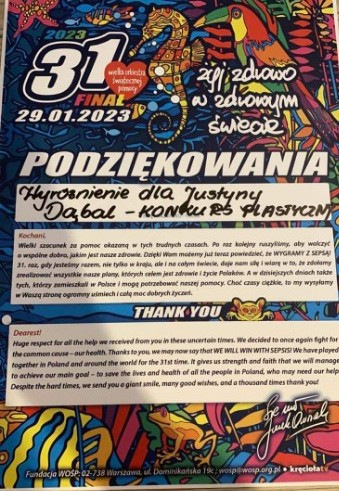 2023
31
wielka orkiestra
świątecznej
pomocy
FINAŁ
29.01.2023
żyj zdrowo
w zdrowym
świecie
PODZIĘKOWANIA
Wyróżnienie dla Justyny
Dąbal - KONKURS PLASTYCZNY
Kochani,
Wielki szacunek za pomoc okazaną w tych trudnych czasach. Po raz kolejny ruszyliśmy, aby walczyć
o wspólne dobro, jakim jest nasze zdrowie. Dzięki Wam możemy już teraz powiedzieć, że WYGRAMY Z SEPSĄ!
31. raz, gdy jesteśmy razem, nie tylko w kraju, ale i na całym świecie, daje nam siłę i wiarę w to, że zdołamy
zrealizować wszystkie nasze plany, których celem jest zdrowie i życie Polaków. A w dzisiejszych dniach także
tych, którzy zamieszkali w Polsce i mogą potrzebować naszej pomocy. Choć czasy ciężkie, to my wysyłamy
w Waszą stronę ogromny uśmiech i całą moc dobrych życzeń.
THANK YOU
Dearest!
Huge respect for all the help we received from you in these uncertain times. We decided to once again fight for
the common cause – our health. Thanks to you, we may now say that WE WILL WIN WITH SEPSIS! We have played
together in Poland and around the world for the 31st time. It gives us strength and faith that we will manage
to achieve our main goal – to save the lives and health of all the people in Poland, who may need our help.
Despite the hard times, we send you a giant smile, many good wishes, and a thousand times thank you!
Fundacja WOŚP: 02-738 Warszawa, ul. Dominikańska 19c ; wosp@wosp.org.pl • kręciołatv